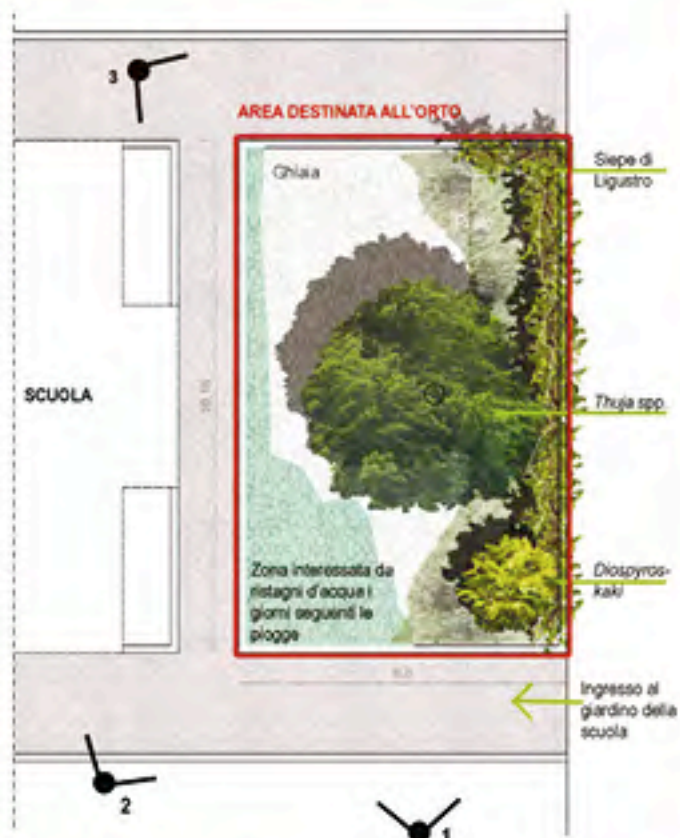 3
AREA DESTINATA ALL'ORTO
Ghiaia
Siepe di
Ligustro
SCUOLA
Thuja spp.
Zona interessata da
ristagni d'acqua i
giorni seguenti le
piogge
Diospyros-
kaki
Ingresso al
giardino della
scuola
2
1